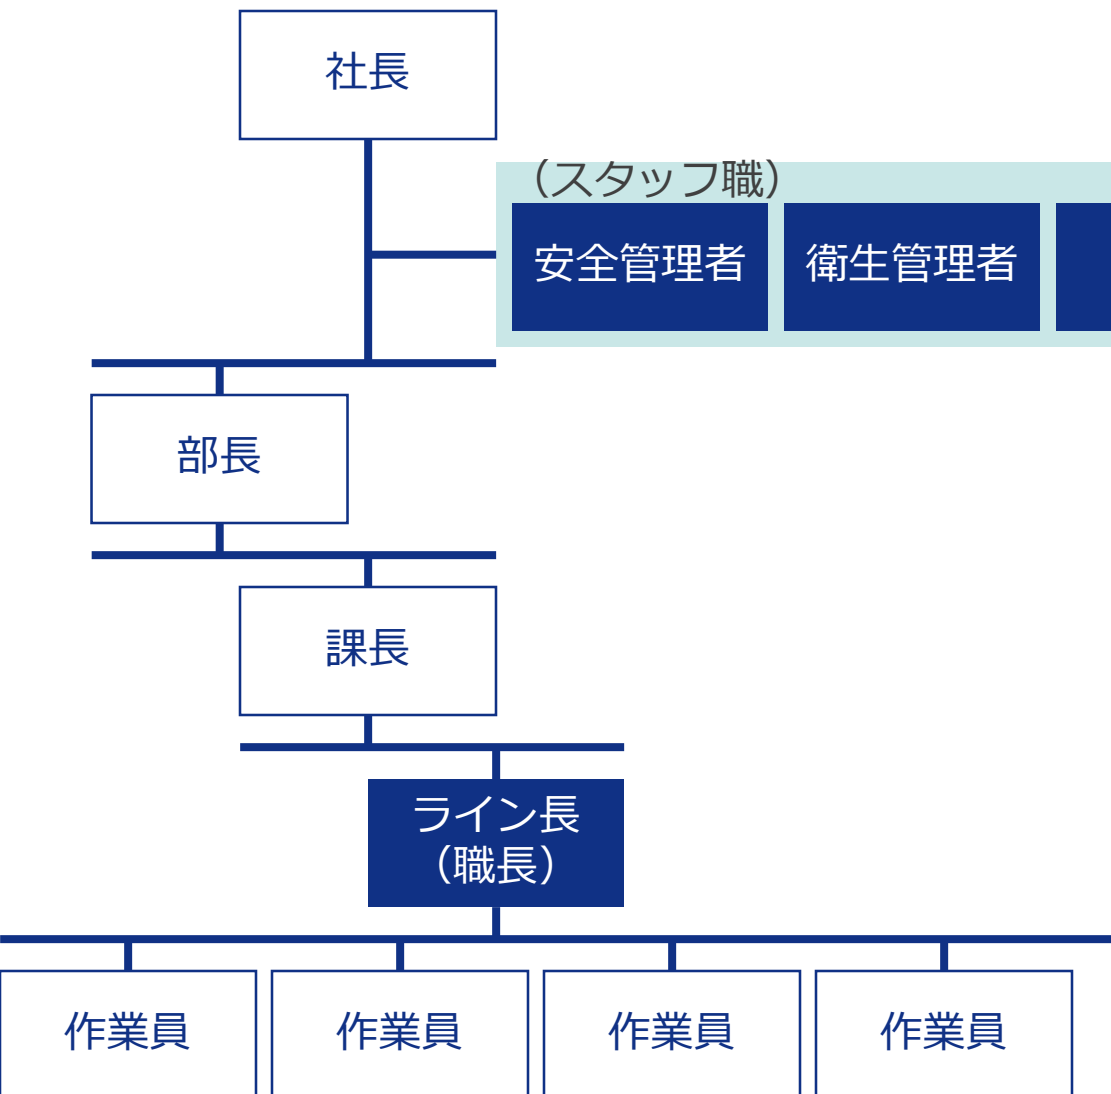 社長
（スタッフ職）
安全管理者
衛生管理者
部長
課長
ライン長
（職長）
作業員
作業員
作業員
作業員